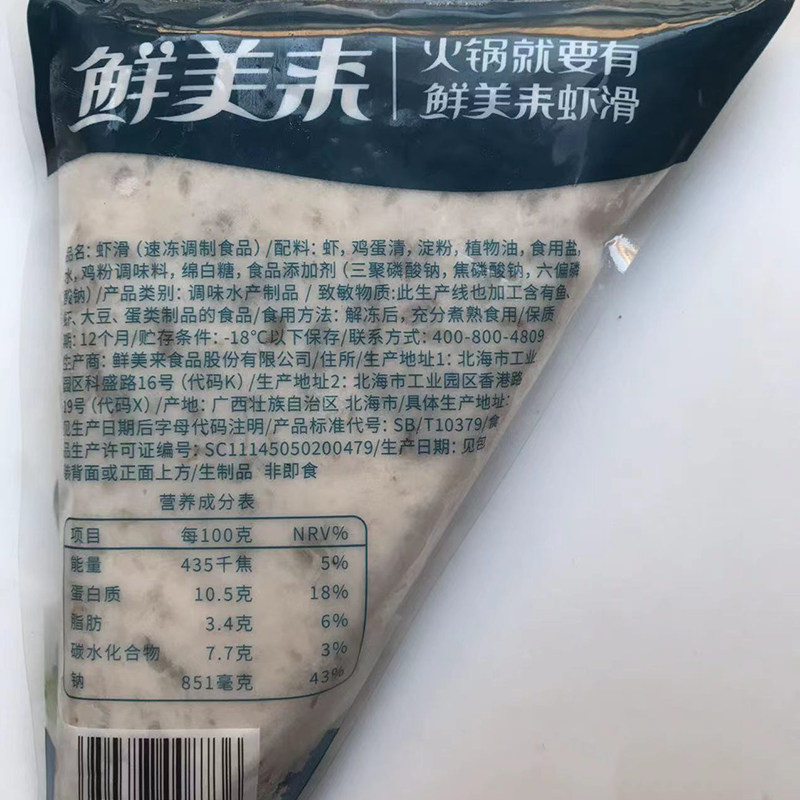 鲜美来
火锅就要有
鲜美来虾滑
品名：虾滑（速冻调制食品）/配料：虾，鸡蛋清，淀粉，植物油，食用盐，
水，鸡粉调味料，绵白糖，食品添加剂（三聚磷酸钠，焦磷酸钠，六偏磷
酸钠）/产品类别：调味水产制品 / 致敏物质:此生产线也加工含有鱼、
虾、大豆、蛋类制品的食品/食用方法：解冻后，充分煮熟食用/保质
期：12个月/贮存条件：-18℃以下保存/联系方式：400-800-4809
生产商：鲜美来食品股份有限公司/住所/生产地址1：北海市工业
园区科盛路16号（代码K）/生产地址2：北海市工业园区香港路
19号（代码X）/产地：广西壮族自治区 北海市/具体生产地址：
见生产日期后字母代码注明/产品标准代号：SB/T10379/食
品生产许可证编号：SC11145050200479/生产日期：见包
装背面或正面上方/生制品 非即食
营养成分表
项目 每100克 NRV%
能量 435千焦 5%
蛋白质 10.5克 18%
脂肪 3.4克 6%
碳水化合物 7.7克 3%
钠 851毫克 43%